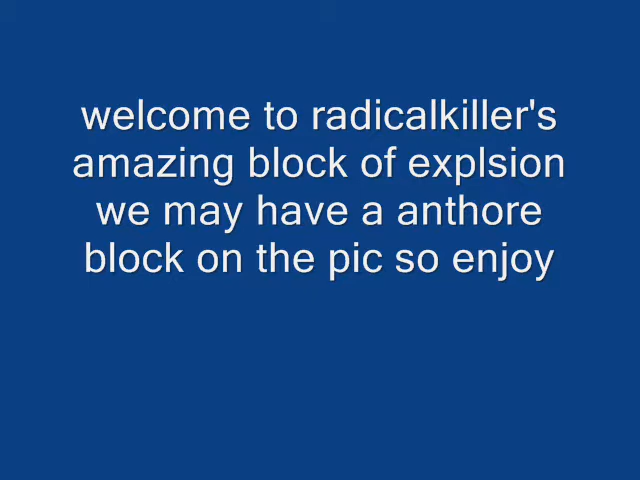 welcome to radicalkiller's
amazing block of explsion
we may have a anthore
block on the pic so enjoy